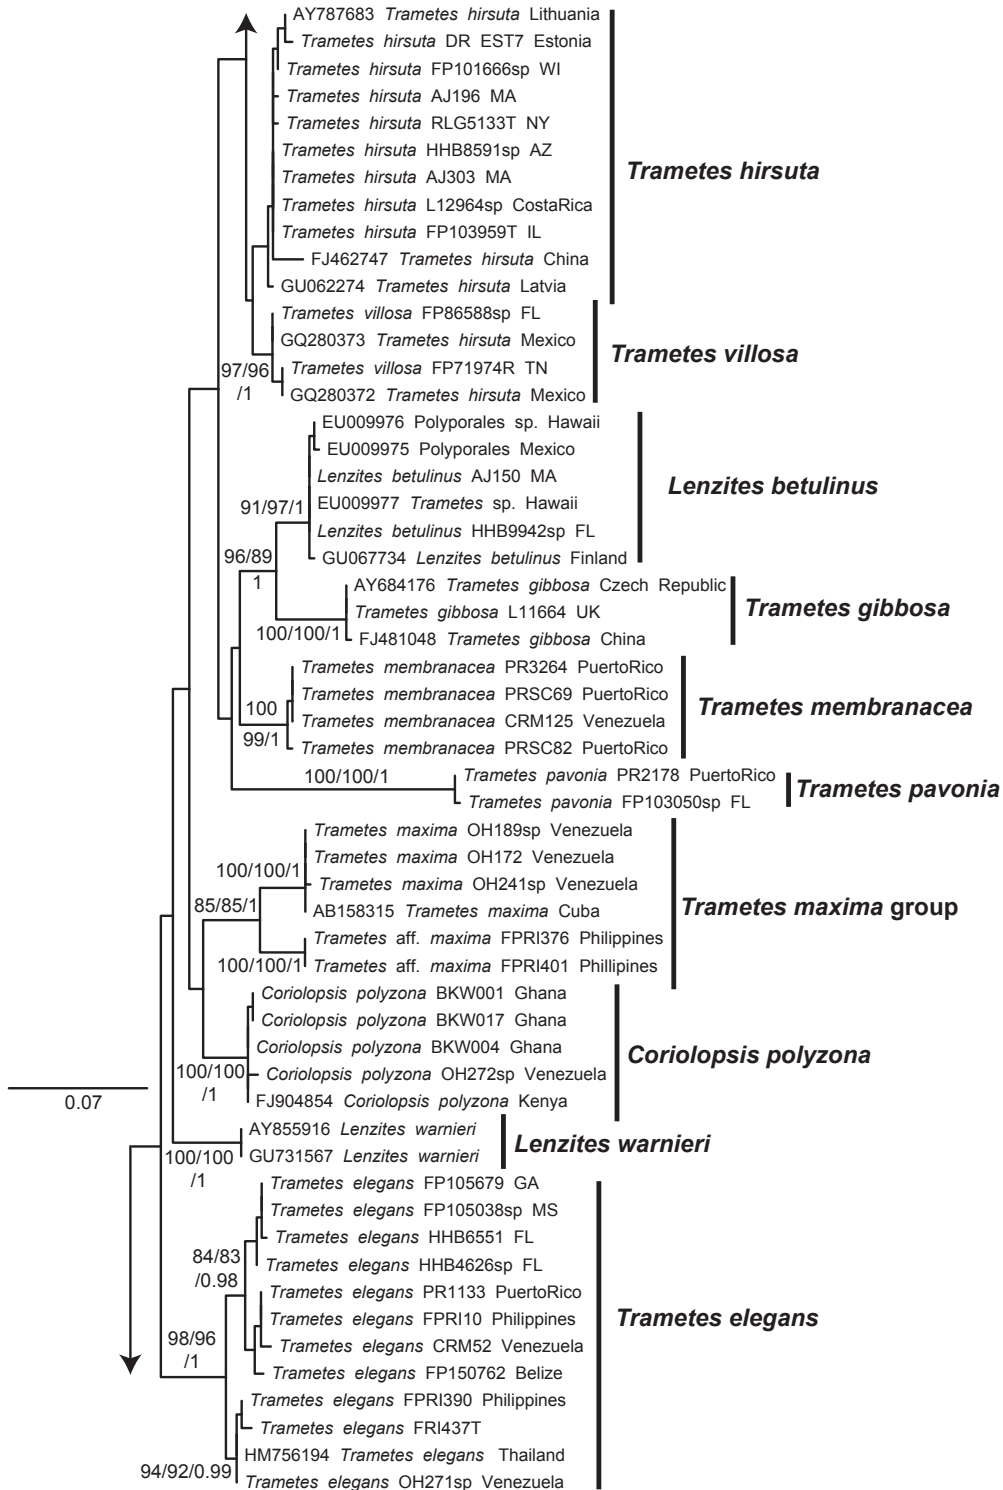 AY787683 Trametes hirsuta Lithuania
Trametes hirsuta DR EST7 Estonia
Trametes hirsuta FP101666sp WI
Trametes hirsuta AJ196 MA
Trametes hirsuta RLG5133T NY
Trametes hirsuta HHB8591sp AZ
Trametes hirsuta
Trametes hirsuta AJ303 MA
Trametes hirsuta L12964sp CostaRica
Trametes hirsuta FP103959T IL
FJ462747 Trametes hirsuta China
GU062274 Trametes hirsuta Latvia
Trametes villosa FP86588sp FL
GQ280373 Trametes hirsuta Mexico
Trametes villosa
97/96
/1
Trametes villosa FP71974R TN
GQ280372 Trametes hirsuta Mexico
EU009976 Polyporales sp. Hawaii
EU009975 Polyporales Mexico
Lenzites betulinus AJ150 MA
Lenzites betulinus
91/97/1
EU009977 Trametes sp. Hawaii
Lenzites betulinus HHB9942sp FL
GU067734 Lenzites betulinus Finland
96/89
1
AY684176 Trametes gibbosa Czech Republic
Trametes gibbosa L11664 UK
Trametes gibbosa
100/100/1
FJ481048 Trametes gibbosa China
Trametes membranacea PR3264 PuertoRico
Trametes membranacea PRSC69 PuertoRico
Trametes membranacea
100
99/1
Trametes membranacea CRM125 Venezuela
Trametes membranacea PRSC82 PuertoRico
100/100/1
Trametes pavonia PR2178 PuertoRico
Trametes pavonia
Trametes pavonia FP103050sp FL
Trametes maxima OH189sp Venezuela
Trametes maxima OH172 Venezuela
100/100/1
Trametes maxima OH241sp Venezuela
85/85/1
Trametes maxima group
AB158315 Trametes maxima Cuba
Trametes aff. maxima FPRI376 Philippines
100/100/1
Trametes aff. maxima FPRI401 Phillipines
Coriolopsis polyzona BKW001 Ghana
Coriolopsis polyzona BKW017 Ghana
Coriolopsis polyzona BKW004 Ghana
Coriolopsis polyzona
100/100
/1
Coriolopsis polyzona OH272sp Venezuela
FJ904854 Coriolopsis polyzona Kenya
0.07
AY855916 Lenzites warnieri
Lenzites warnieri
GU731567 Lenzites warnieri
100/100
/1
Trametes elegans FP105679 GA
Trametes elegans FP105038sp MS
Trametes elegans HHB6551 FL
84/83
/0.98
Trametes elegans HHB4626sp FL
Trametes elegans PR1133 PuertoRico
Trametes elegans FPRI10 Philippines
Trametes elegans
Trametes elegans CRM52 Venezuela
98/96
/1
Trametes elegans FP150762 Belize
Trametes elegans FPRI390 Philippines
Trametes elegans FRI437T
HM756194 Trametes elegans Thailand
94/92/0.99
Trametes elegans OH271sp Venezuela